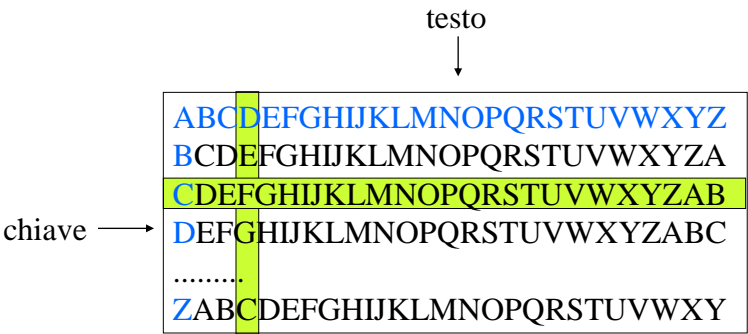 testo
ABCDEFGHIJKLMNOPQRSTUVWXYZ
BCDEFGHIJKLMNOPQRSTUVWXYZA
CDEFGHIJKLMNOPQRSTUVWXYZAB
chiave
DEFGHIJKLMNOPQRSTUVWXYZABC
.........
ZABCDEFGHIJKLMNOPQRSTUVWXY